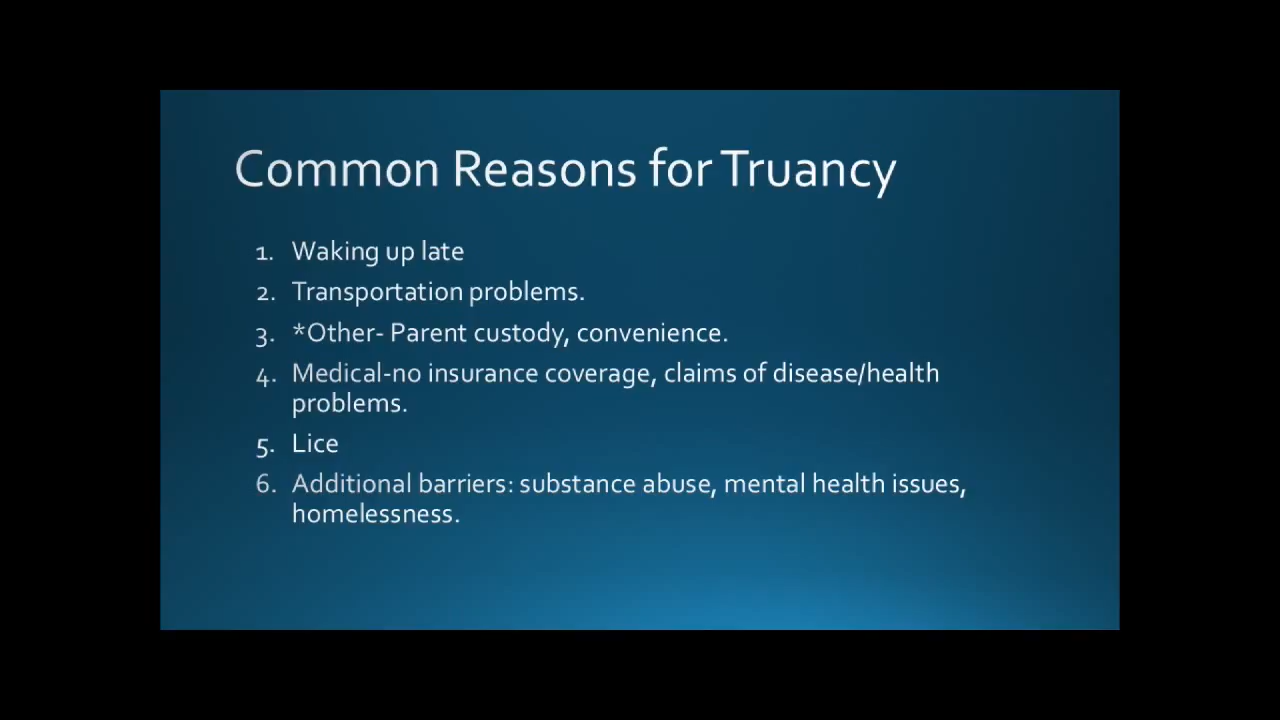 Common Reasons for Truancy
1. Waking up late
2. Transportation problems.
3. *Other- Parent custody, convenience.
4. Medical-no insurance coverage, claims of disease/health
problems.
5. Lice
6. Additional barriers: substance abuse, mental health issues,
homelessness.